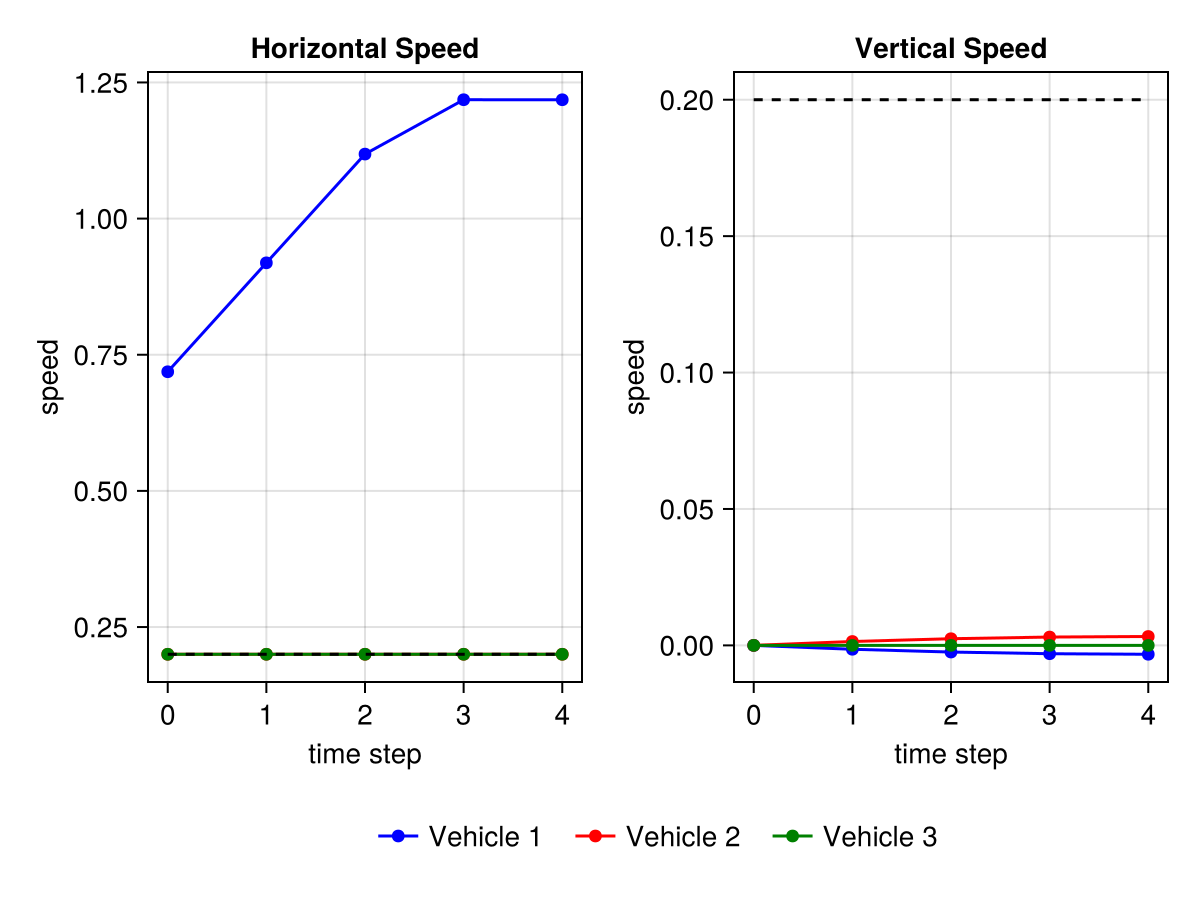 Horizontal Speed
1.25
1.00
0.75
0.50
0.25
speed
0 1 2 3 4
time step
Vertical Speed
0.20
0.15
0.10
0.05
0.00
speed
0 1 2 3 4
time step
Vehicle 1 Vehicle 2 Vehicle 3